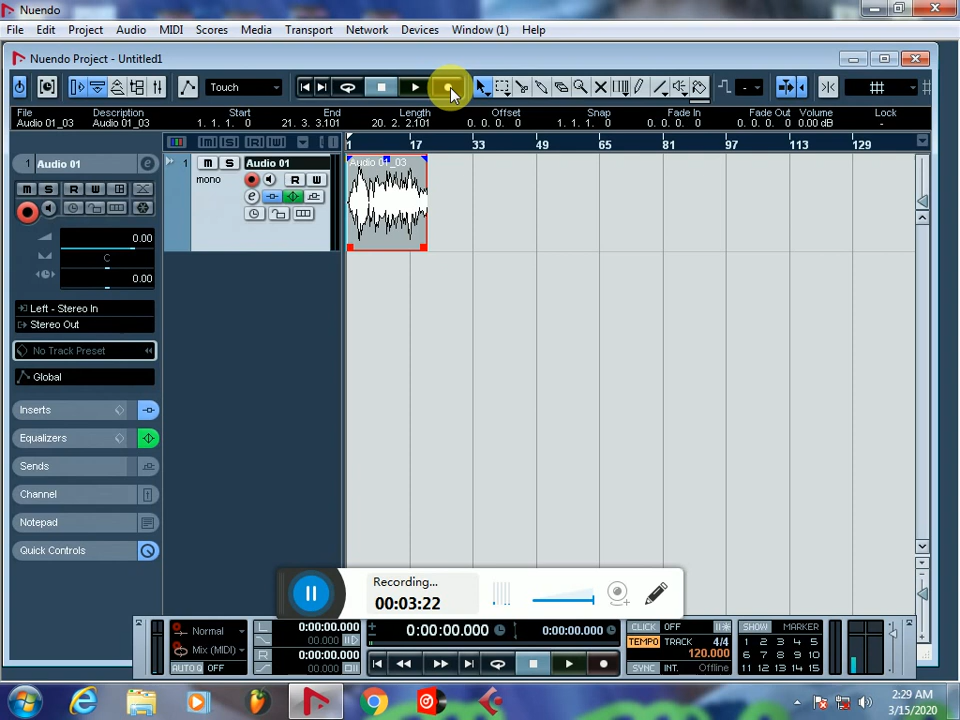 Nuendo
File Edit Project Audio MIDI Scores Media Transport Network Devices Window (1) Help
Nuendo Project - Untitled1
Touch
-
File Description Start End Length Offset Snap Fade In Fade Out Volume Lock
Audio 01_03 Audio 01_03 1. 1. 1. 0 21. 3. 3.101 20. 2. 2.101 0. 0. 0. 0 1. 1. 1. 0 0. 0. 0. 0 0. 0. 0. 0 0.00 dB -
1 17 33 49 65 81 97 113 129
1 Audio 01 e
M S R W
0.00
C
0.00
Left - Stereo In
Stereo Out
No Track Preset
Global
Inserts
Equalizers
Sends
Channel
Notepad
Quick Controls
1 M S Audio 01
mono R W
e
Audio 01_03
Recording...
00:03:22
Normal
Mix (MIDI)
AUTO Q OFF
L 0:00:00.000
00.000
R 0:00:00.000
00.000
0:00:00.000 0:00:00.000
CLICK OFF
TEMPO TRACK 4/4
120.000
SYNC INT. Offline
SHOW MARKER
1 2 3 4 5
6 7 8 9 10
11 12 13 14 15
2:29 AM
3/15/2020